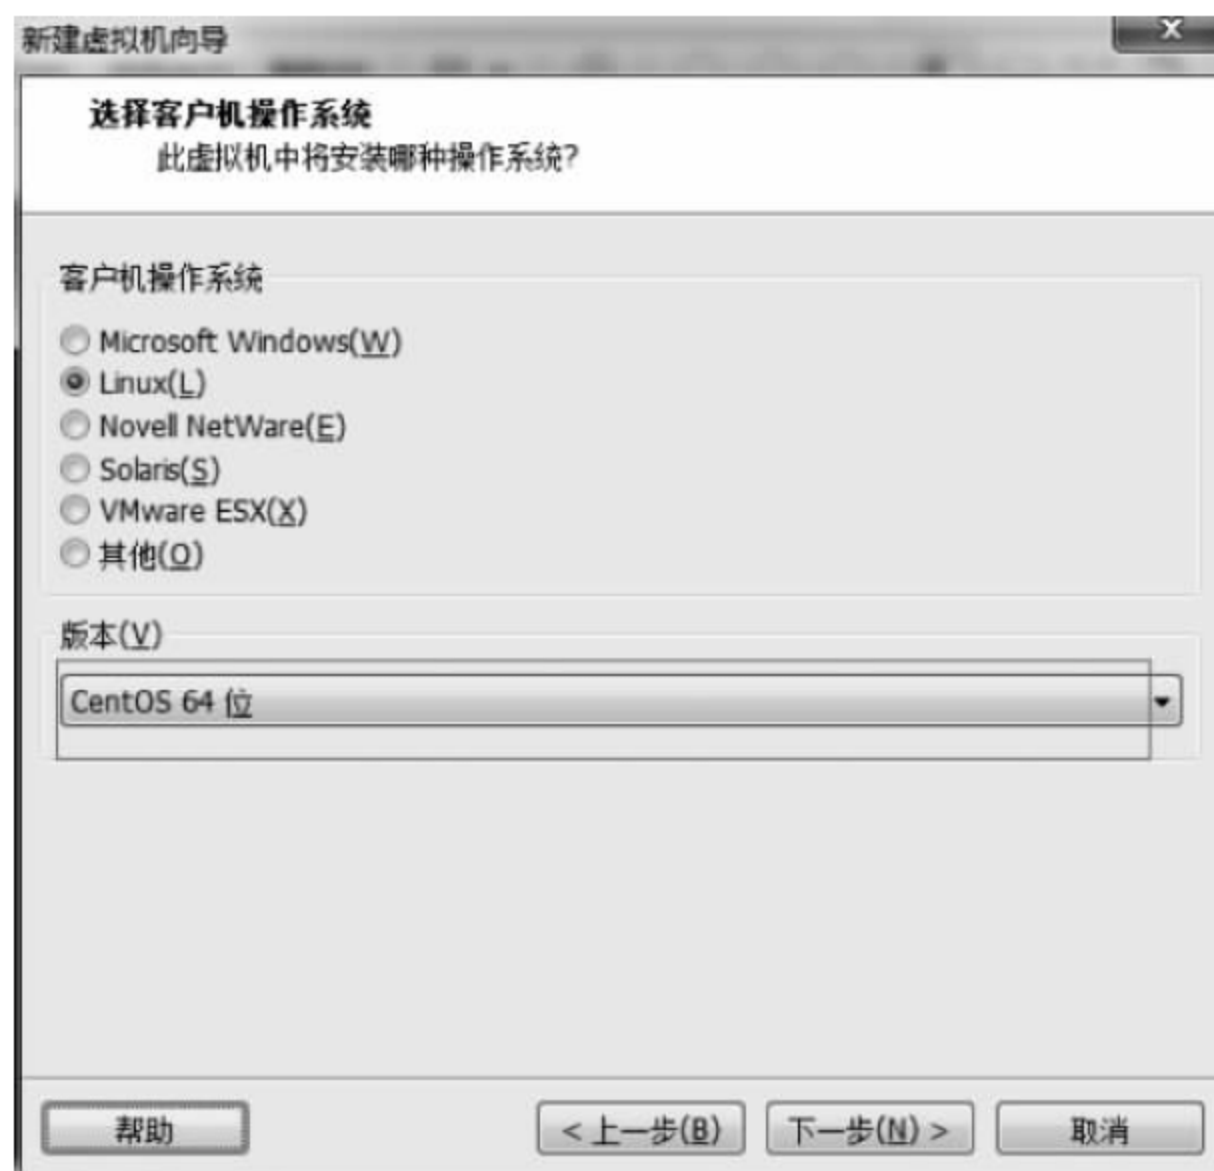 新建虚拟机向导
选择客户机操作系统
此虚拟机中将安装哪种操作系统?
客户机操作系统
Microsoft Windows(W)
Linux(L)
Novell NetWare(E)
Solaris(S)
VMware ESX(X)
其他(O)
版本(V)
CentOS 64 位
帮助
< 上一步(B)
下一步(N) >
取消